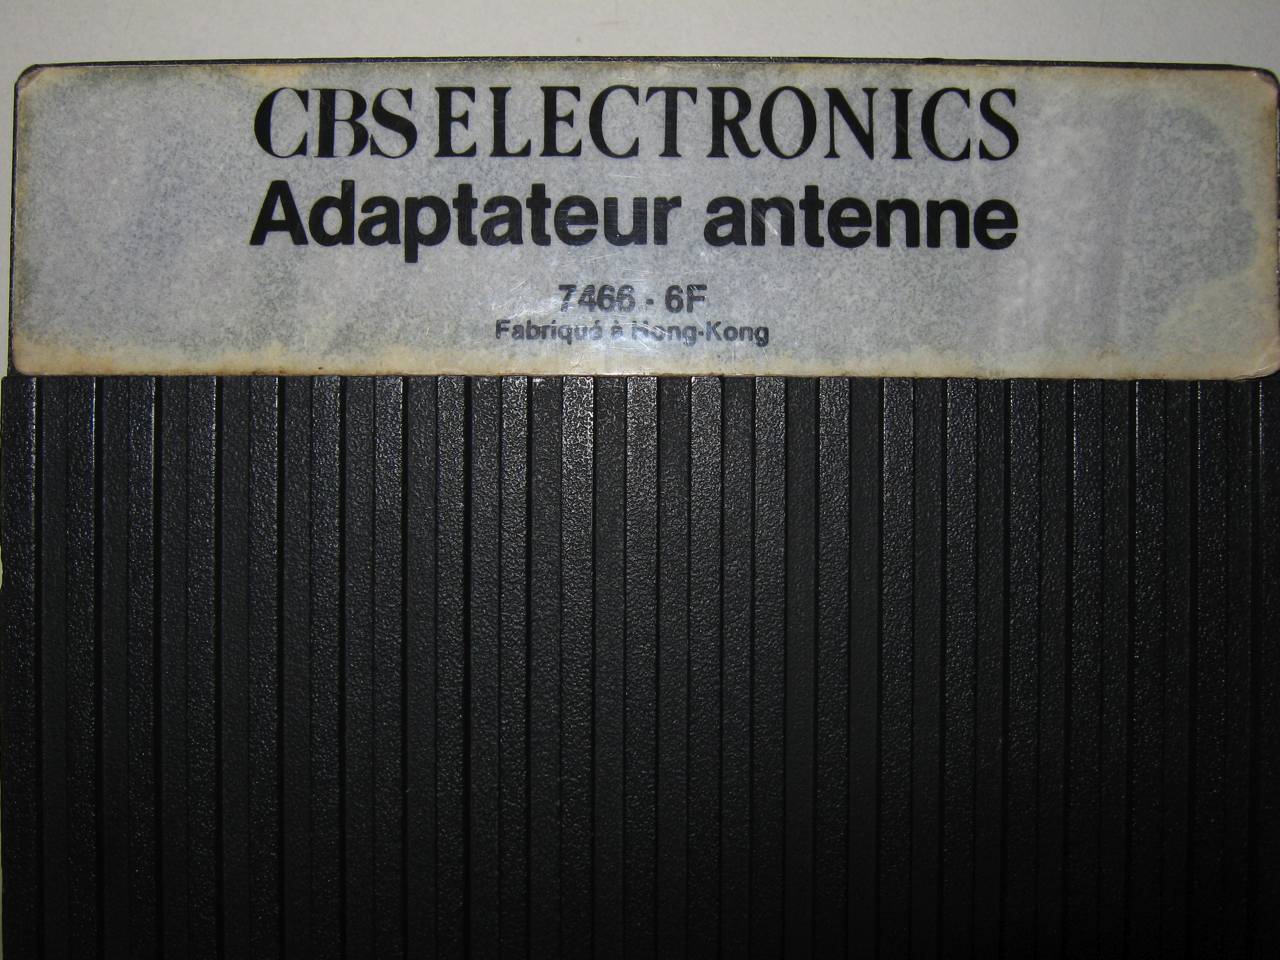 CBS ELECTRONICS
Adaptateur antenne
7466 - 6F
Fabriqué à Hong-Kong